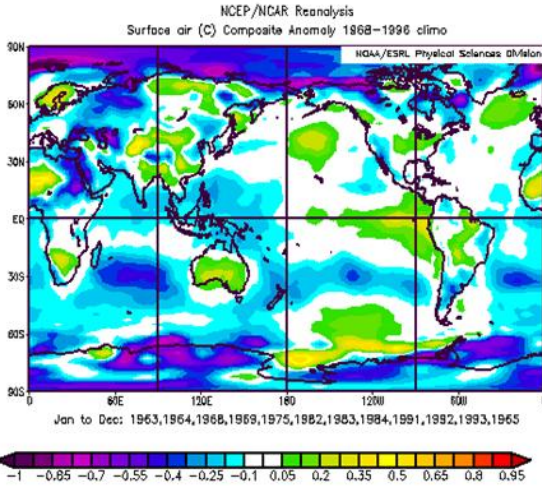 NCEP/NCAR Reanalysis
Surface air (C) Composite Anomaly 1968-1996 climo
NOAA/ESRL Physical Sciences Division
90N
60N
30N
EQ
30S
60S
90S
0 60E 120E 180 120W 60W 0
Jan to Dec: 1963,1964,1968,1969,1975,1982,1983,1984,1991,1992,1993,1965
-1 -0.85 -0.7 -0.55 -0.4 -0.25 -0.1 0.05 0.2 0.35 0.5 0.65 0.8 0.95